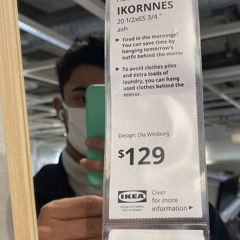 IKORNNES
20 1/2x65 3/4 "
ash
▸ Tired in the mornings?
You can save time by
hanging tomorrow's
outfit behind the mirror.
▸ To avoid clothes piles
and extra loads of
laundry, you can hang
used clothes behind the
mirror.
Design: Ola Wihlborg
$129
IKEA
Over
for more
information ▸